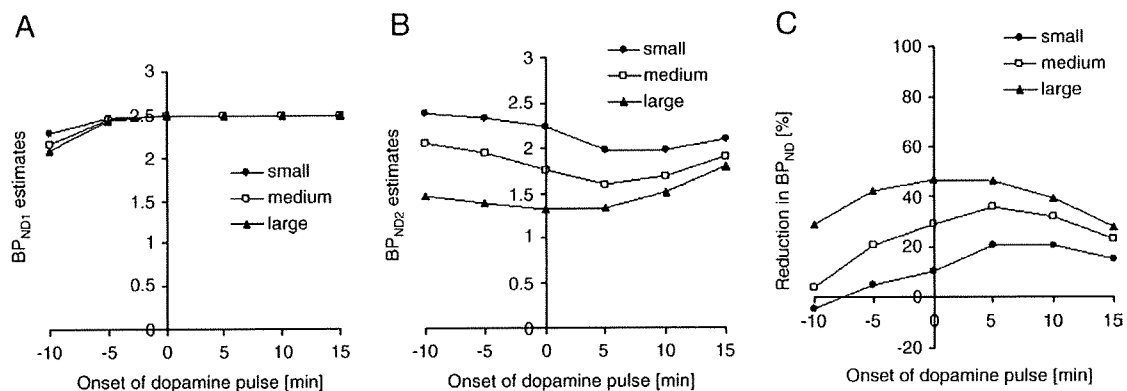 A
BP_ND1 estimates
3
2.5
2
1.5
1
0.5
0
-10 -5 0 5 10 15
Onset of dopamine pulse [min]
small
medium
large
B
BP_ND2 estimates
3
2.5
2
1.5
1
0.5
0
-10 -5 0 5 10 15
Onset of dopamine pulse [min]
small
medium
large
C
Reduction in BP_ND [%]
100
80
60
40
20
0
-20
-10 -5 0 5 10 15
Onset of dopamine pulse [min]
small
medium
large